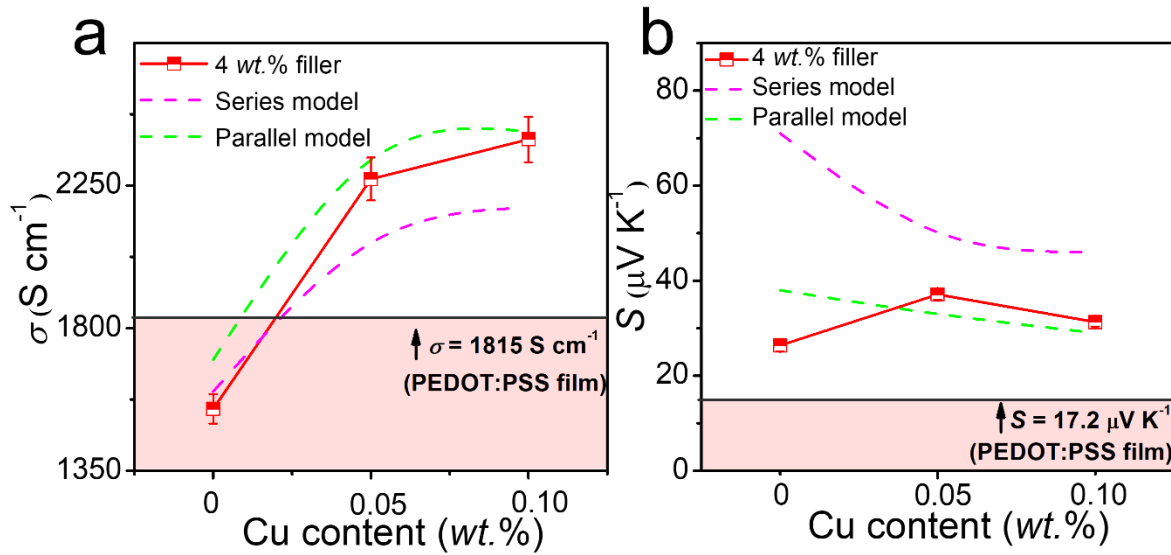 a
4 wt.% filler
Series model
Parallel model
σ (S cm⁻¹)
2250
1800
1350
σ = 1815 S cm⁻¹
(PEDOT:PSS film)
0
0.05
0.10
Cu content (wt.%)
b
4 wt.% filler
Series model
Parallel model
S (μV K⁻¹)
80
60
40
20
0
S = 17.2 μV K⁻¹
(PEDOT:PSS film)
0
0.05
0.10
Cu content (wt.%)